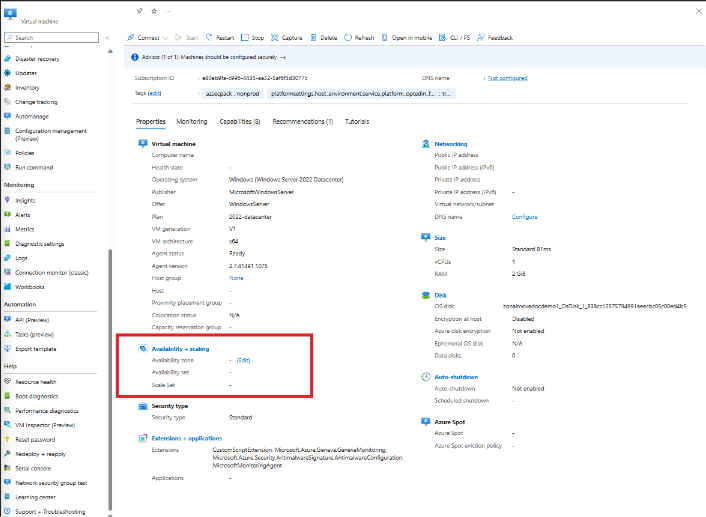 Virtual machine
Search
Connect
Start
Restart
Stop
Capture
Delete
Refresh
Open in mobile
CLI / PS
Feedback
Advisor (1 of 1): Machines should be configured securely →
Disaster recovery
Updates
Inventory
Change tracking
Automanage
Configuration management (Preview)
Policies
Run command
Monitoring
Insights
Alerts
Metrics
Diagnostic settings
Logs
Connection monitor (classic)
Workbooks
Automation
API (Preview)
Tasks (preview)
Export template
Help
Resource health
Boot diagnostics
Performance diagnostics
VM Inspector (Preview)
Reset password
Redeploy + reapply
Serial console
Network security group test
Learning center
Support + Troubleshooting
Subscription ID :
DNS name : Not configured
Tags (edit) : azsecpack : nonprod platformsettings.host_environment.service.platform_optedin_f... : tr...
Properties Monitoring Capabilities (8) Recommendations (1) Tutorials
Virtual machine
Computer name
Health state -
Operating system Windows (Windows Server 2022 Datacenter)
Publisher MicrosoftWindowsServer
Offer WindowsServer
Plan 2022-datacenter
VM generation V1
VM architecture x64
Agent status Ready
Agent version 2.7.41491.1075
Host group None
Host -
Proximity placement group -
Colocation status N/A
Capacity reservation group -
Availability + scaling
Availability zone - (Edit)
Availability set -
Scale Set -
Security type
Security type Standard
Extensions + applications
Extensions CustomScriptExtension, Microsoft.Azure.Geneva.GenevaMonitoring,
Microsoft.Azure.Security.AntimalwareSignature.AntimalwareConfiguration,
MicrosoftMonitoringAgent
Applications -
Networking
Public IP address
Public IP address (IPv6)
Private IP address
Private IP address (IPv6) -
Virtual network/subnet
DNS name Configure
Size
Size Standard B1ms
vCPUs 1
RAM 2 GiB
Disk
OS disk
Encryption at host Disabled
Azure disk encryption Not enabled
Ephemeral OS disk N/A
Data disks 0
Auto-shutdown
Auto-shutdown Not enabled
Scheduled shutdown -
Azure Spot
Azure Spot -
Azure Spot eviction policy -